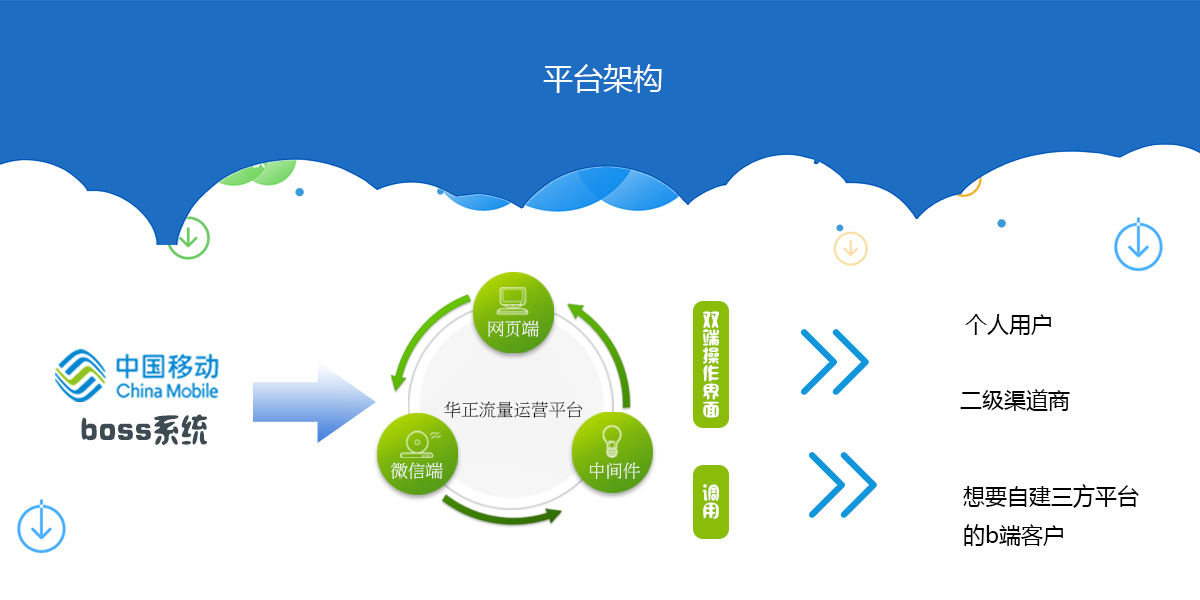 平台架构
中国移动
China Mobile
boss系统
网页端
华正流量运营平台
微信端
中间件
双端操作界面
调用
个人用户
二级渠道商
想要自建三方平台
的b端客户